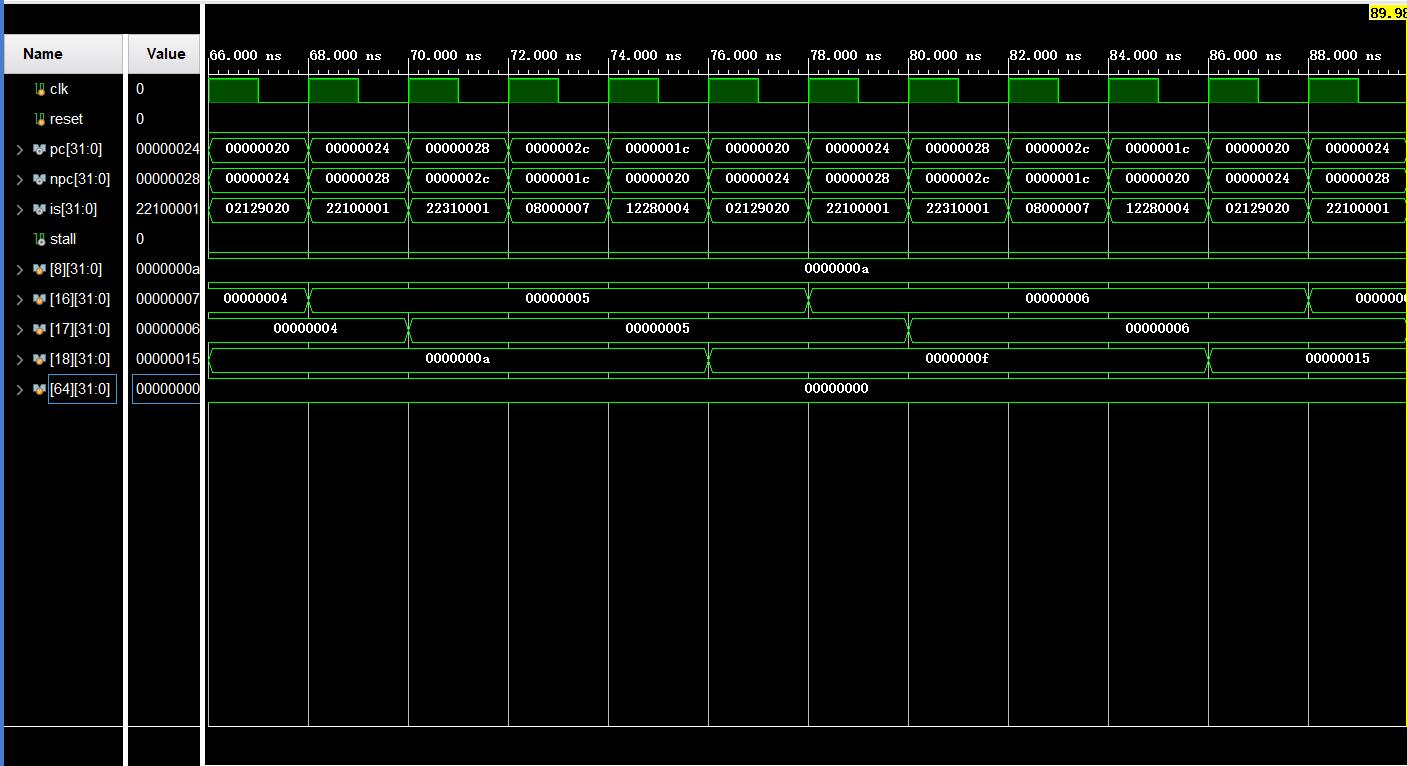 89.98
Name Value 66.000 ns 68.000 ns 70.000 ns 72.000 ns 74.000 ns 76.000 ns 78.000 ns 80.000 ns 82.000 ns 84.000 ns 86.000 ns 88.000 ns
clk 0
reset 0
pc[31:0] 00000024 00000020 00000024 00000028 0000002c 0000001c 00000020 00000024 00000028 0000002c 0000001c 00000020 00000024
npc[31:0] 00000028 00000024 00000028 0000002c 0000001c 00000020 00000024 00000028 0000002c 0000001c 00000020 00000024 00000028
is[31:0] 22100001 02129020 22100001 22310001 08000007 12280004 02129020 22100001 22310001 08000007 12280004 02129020 22100001
stall 0
[8][31:0] 0000000a 0000000a
[16][31:0] 00000007 00000004 00000005 00000006 000000
[17][31:0] 00000006 00000004 00000005 00000006
[18][31:0] 00000015 0000000a 0000000f 00000015
[64][31:0] 00000000 00000000